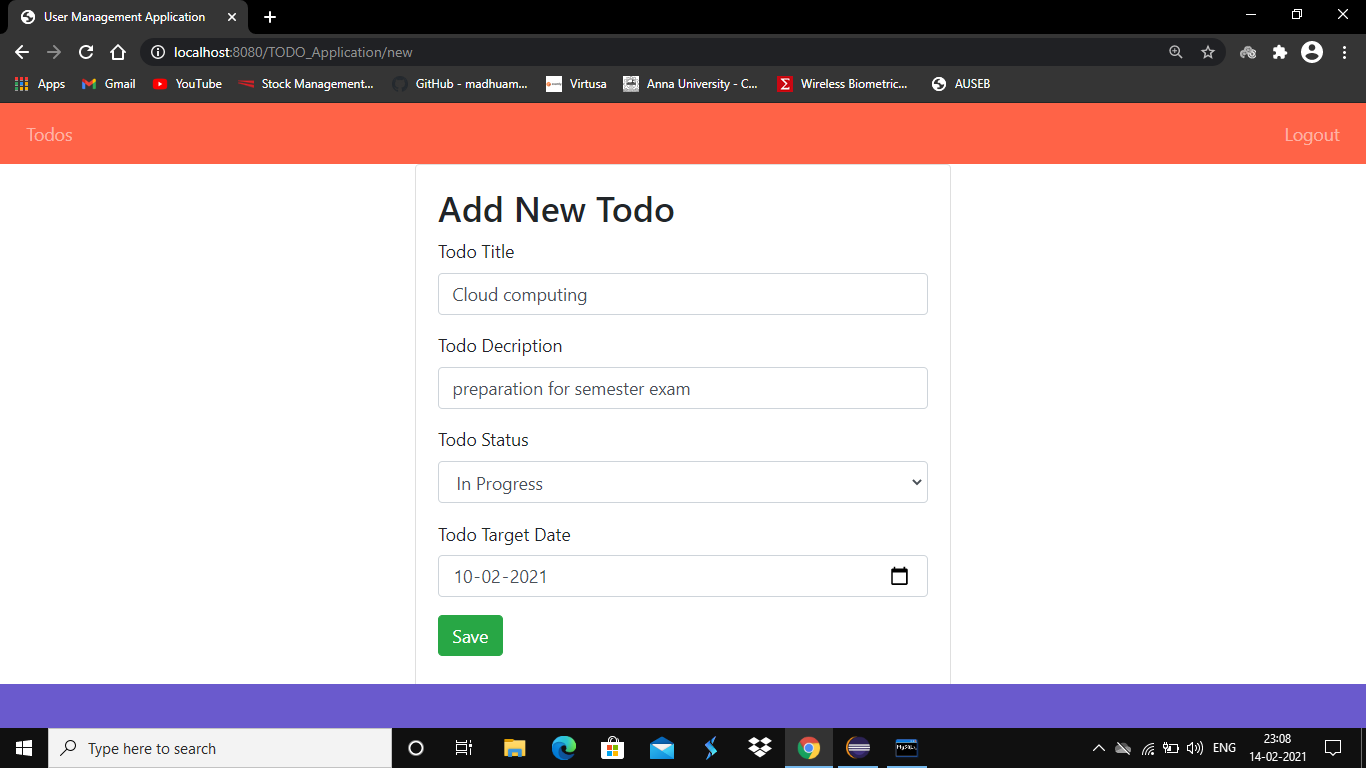 User Management Application
localhost:8080/TODO_Application/new
Apps Gmail YouTube Stock Management... GitHub - madhuam... Virtusa Anna University - C... Wireless Biometric... AUSEB
Todos Logout
Add New Todo
Todo Title
Cloud computing
Todo Decription
preparation for semester exam
Todo Status
In Progress
Todo Target Date
10-02-2021
Save
Type here to search
ENG
23:08
14-02-2021